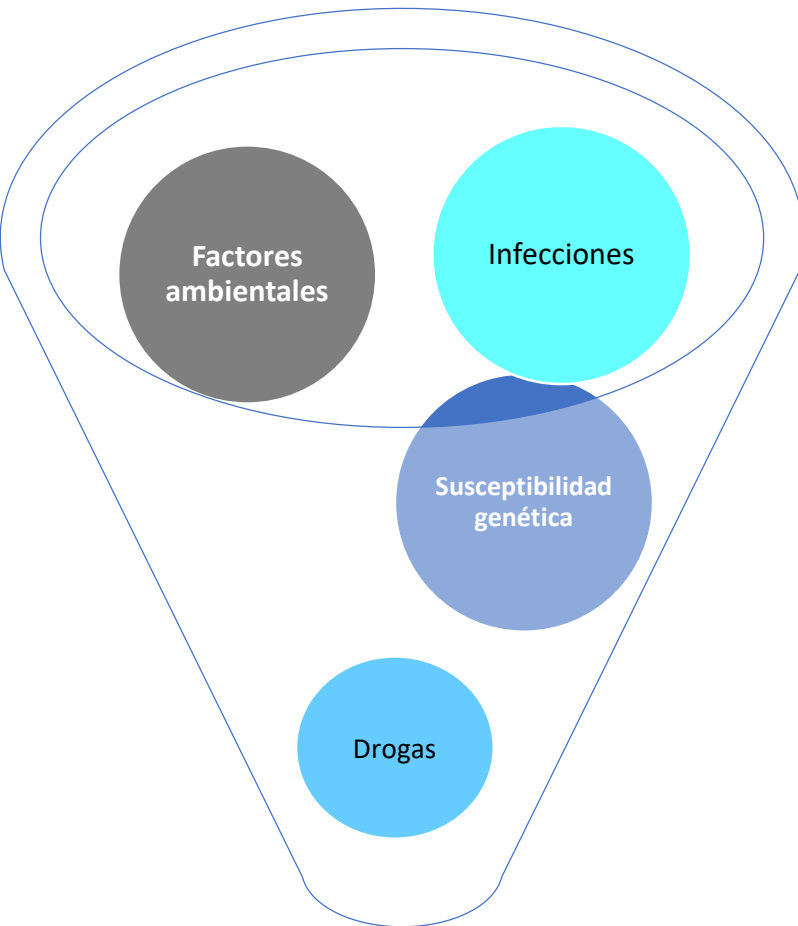 Factores
ambientales
Infecciones
Susceptibilidad
genética
Drogas